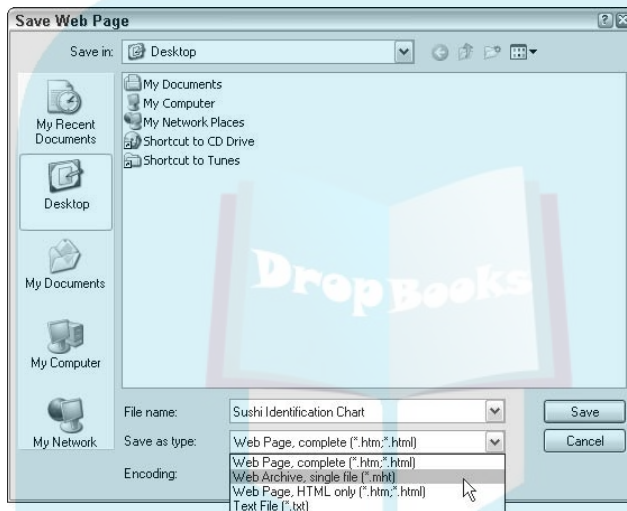 Save Web Page
Save in:
Desktop
My Documents
My Computer
My Network Places
Shortcut to CD Drive
Shortcut to Tunes
My Recent
Documents
Desktop
My Documents
My Computer
My Network
DropBooks
File name:
Sushi Identification Chart
Save
Save as type:
Web Page, complete (*.htm;*.html)
Cancel
Encoding:
Web Page, complete (*.htm;*.html)
Web Archive, single file (*.mht)
Web Page, HTML only (*.htm;*.html)
Text File (*.txt)